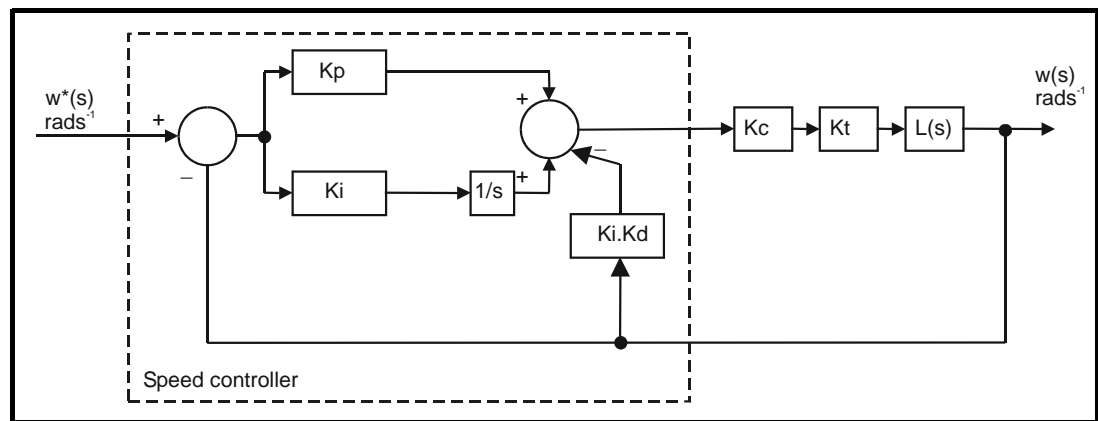 w*(s)
rads⁻¹
+
−
Kp
Ki
1/s
+
+
−
Ki.Kd
Kc
Kt
L(s)
w(s)
rads⁻¹
Speed controller